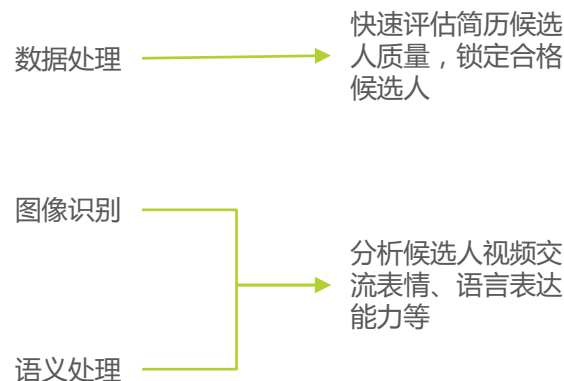 数据处理
快速评估简历候选
人质量，锁定合格
候选人
图像识别
分析候选人视频交
流表情、语言表达
能力等
语义处理